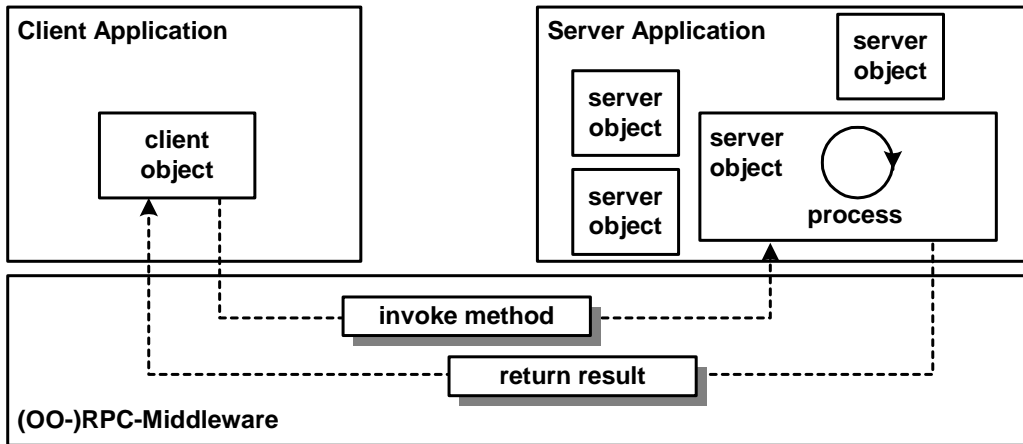 Client Application
client
object
Server Application
server
object
server
object
server
object
server
object
process
invoke method
return result
(OO-)RPC-Middleware